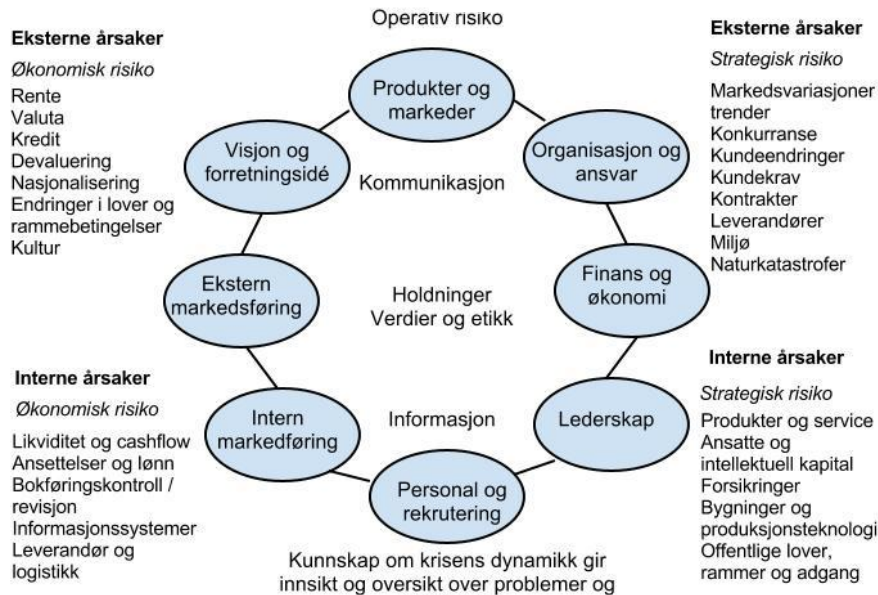 Operativ risiko
Eksterne årsaker
Økonomisk risiko
Rente
Valuta
Kredit
Devaluering
Nasjonalisering
Endringer i lover og
rammebetingelser
Kultur
Eksterne årsaker
Strategisk risiko
Markedsvariasjoner
trender
Konkurranse
Kundeendringer
Kundekrav
Kontrakter
Leverandører
Miljø
Naturkatastrofer
Produkter og
markeder
Visjon og
forretningsidé
Organisasjon og
ansvar
Kommunikasjon
Ekstern
markedsføring
Holdninger
Verdier og etikk
Finans og
økonomi
Intern
markedføring
Informasjon
Lederskap
Personal og
rekrutering
Interne årsaker
Økonomisk risiko
Likviditet og cashflow
Ansettelser og lønn
Bokføringskontroll /
revisjon
Informasjonssystemer
Leverandør og
logistikk
Interne årsaker
Strategisk risiko
Produkter og service
Ansatte og
intellektuell kapital
Forsikringer
Bygninger og
produksjonsteknologi
Offentlige lover,
rammer og adgang
Kunnskap om krisens dynamikk gir
innsikt og oversikt over problemer og